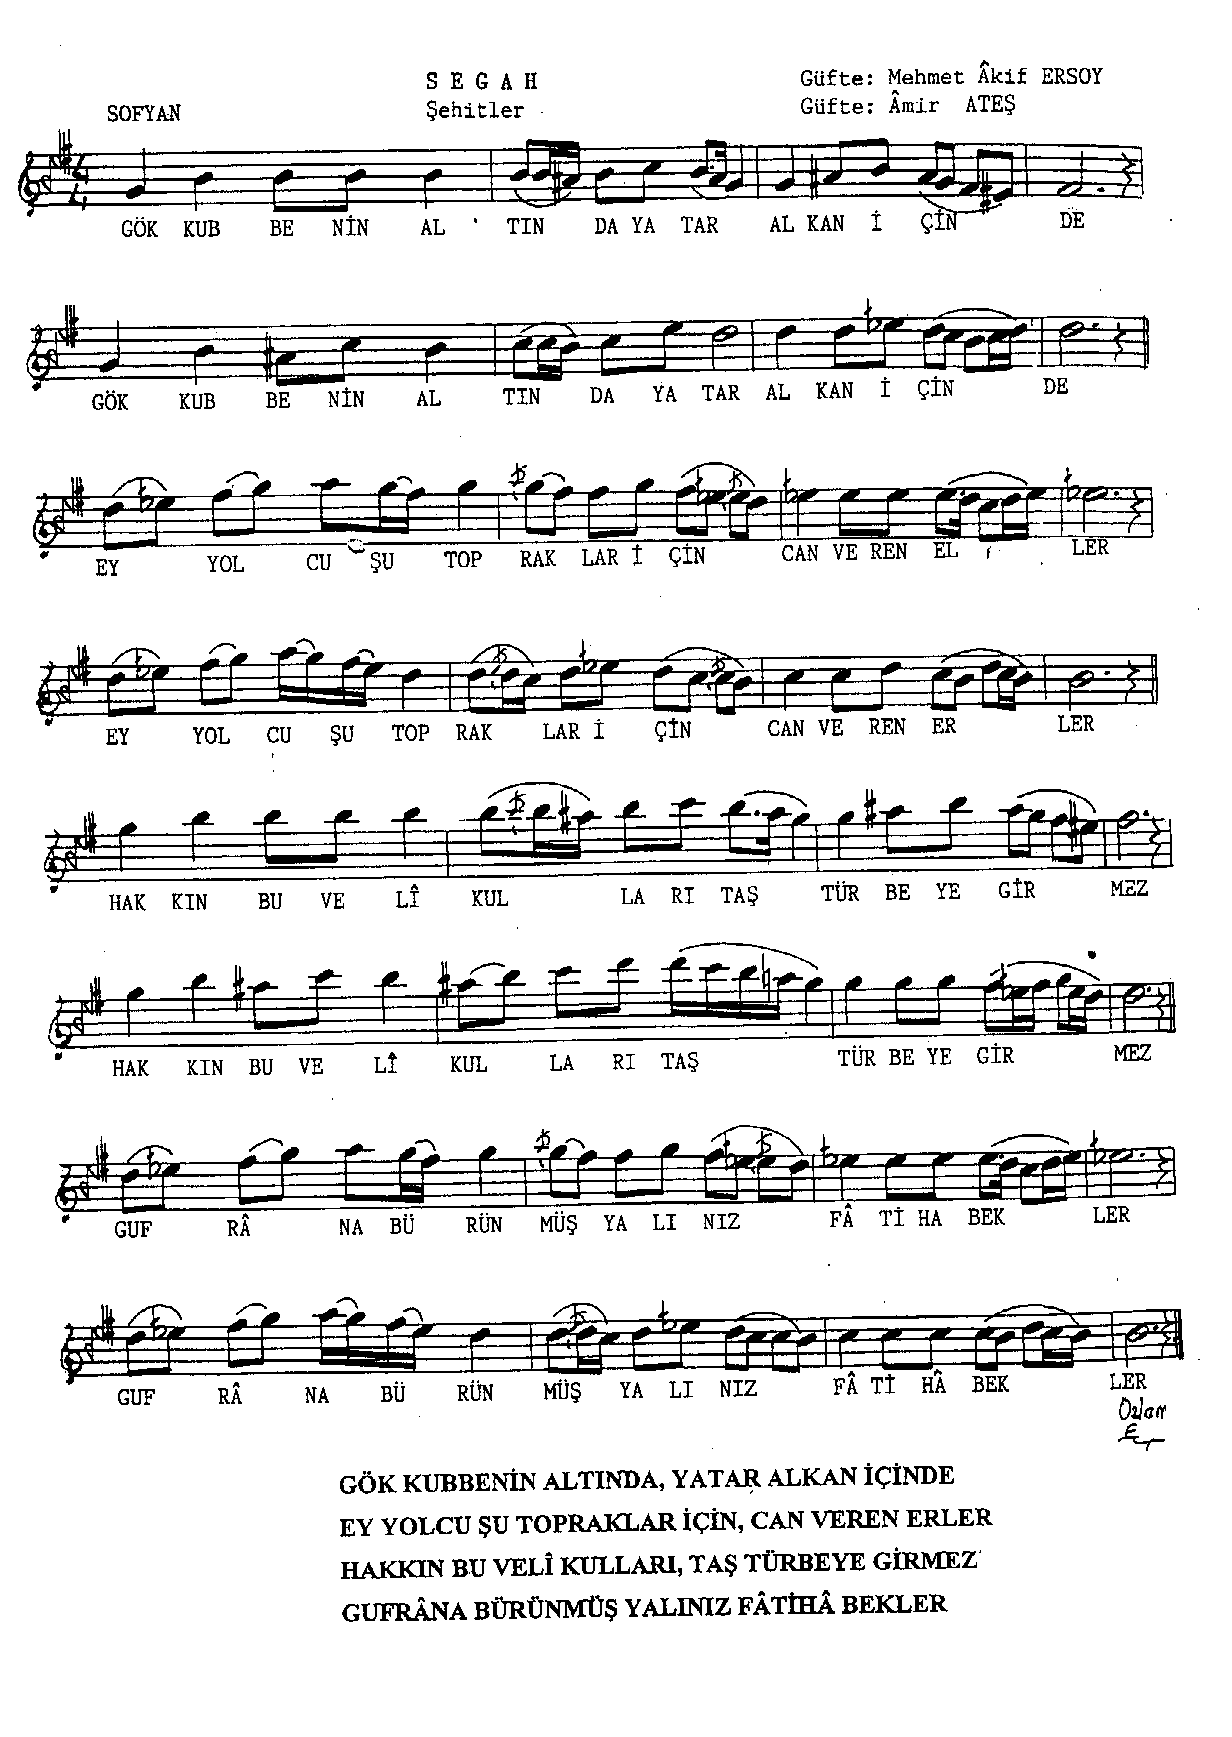 S E G A H
Güfte: Mehmet Âkif ERSOY
SOFYAN
Şehitler
Güfte: Âmir ATEŞ
GÖK KUB BE NİN AL TIN DA YA TAR AL KAN İ ÇİN DE
GÖK KUB BE NİN AL TIN DA YA TAR AL KAN İ ÇİN DE
EY YOL CU ŞU TOP RAK LAR İ ÇİN CAN VE REN EL LER
EY YOL CU ŞU TOP RAK LAR İ ÇİN CAN VE REN ER LER
HAK KIN BU VE LÎ KUL LA RI TAŞ TÜR BE YE GİR MEZ
HAK KIN BU VE LÎ KUL LA RI TAŞ TÜR BE YE GİR MEZ
GUF RÂ NA BÜ RÜN MÜŞ YA LI NIZ FÂ Tİ HA BEK LER
GUF RÂ NA BÜ RÜN MÜŞ YA LI NIZ FÂ Tİ HÂ BEK LER
GÖK KUBBENİN ALTINDA, YATAR ALKAN İÇİNDE
EY YOLCU ŞU TOPRAKLAR İÇİN, CAN VEREN ERLER
HAKKIN BU VELÎ KULLARI, TAŞ TÜRBEYE GİRMEZ
GUFRÂNA BÜRÜNMÜŞ YALINIZ FÂTİHÂ BEKLER